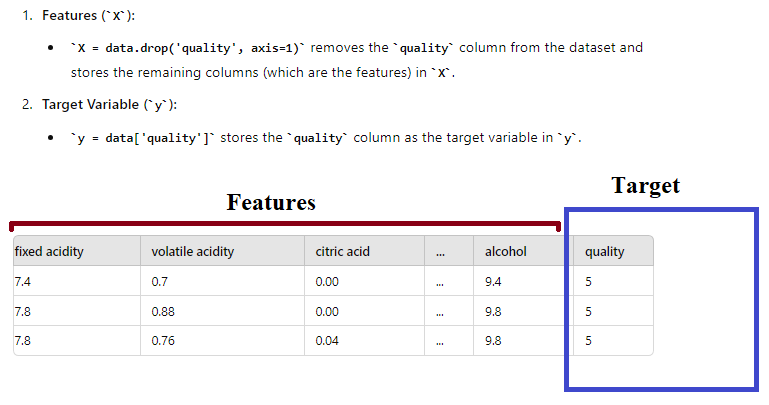 1. Features (`X`):
• `X = data.drop('quality', axis=1)` removes the `quality` column from the dataset and
stores the remaining columns (which are the features) in `X`.
2. Target Variable (`y`):
• `y = data['quality']` stores the `quality` column as the target variable in `y`.
Features
Target
fixed acidity volatile acidity citric acid ... alcohol quality
7.4 0.7 0.00 ... 9.4 5
7.8 0.88 0.00 ... 9.8 5
7.8 0.76 0.04 ... 9.8 5